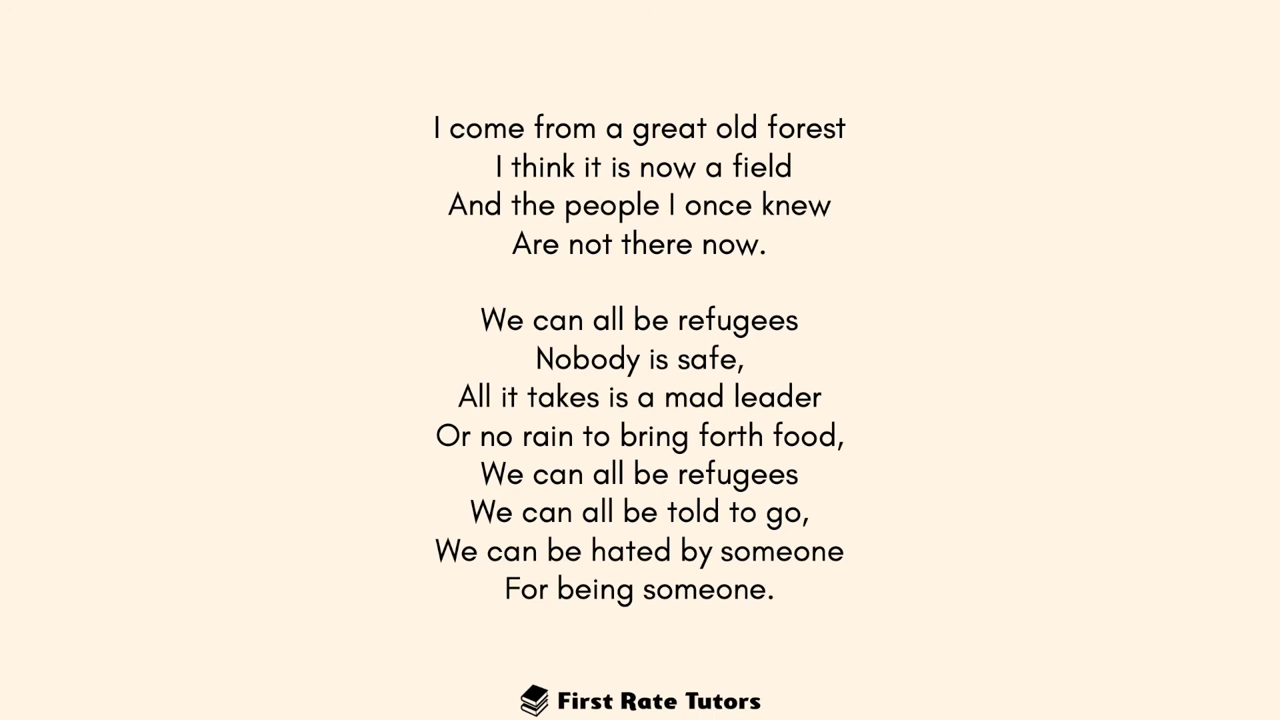 I come from a great old forest
I think it is now a field
And the people I once knew
Are not there now.
We can all be refugees
Nobody is safe,
All it takes is a mad leader
Or no rain to bring forth food,
We can all be refugees
We can all be told to go,
We can be hated by someone
For being someone.
First Rate Tutors